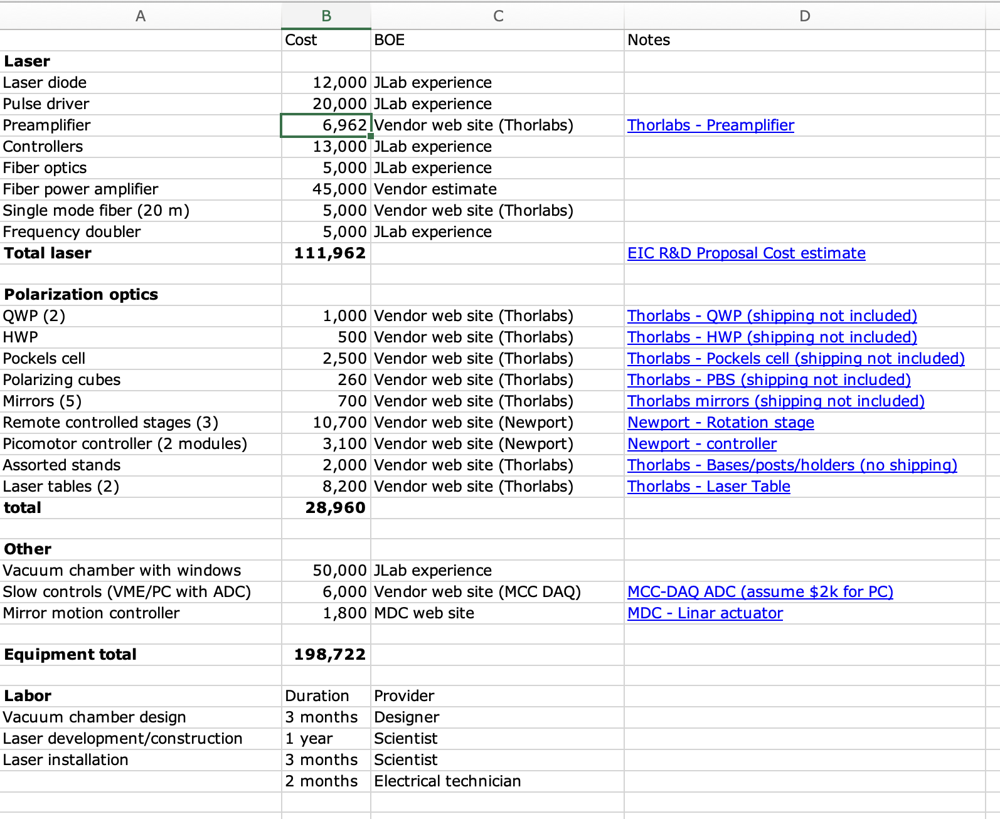 A B C D
Cost BOE Notes
Laser
Laser diode 12,000 JLab experience
Pulse driver 20,000 JLab experience
Preamplifier 6,962 Vendor web site (Thorlabs) Thorlabs - Preamplifier
Controllers 13,000 JLab experience
Fiber optics 5,000 JLab experience
Fiber power amplifier 45,000 Vendor estimate
Single mode fiber (20 m) 5,000 Vendor web site (Thorlabs)
Frequency doubler 5,000 JLab experience
Total laser 111,962 EIC R&D Proposal Cost estimate
Polarization optics
QWP (2) 1,000 Vendor web site (Thorlabs) Thorlabs - QWP (shipping not included)
HWP 500 Vendor web site (Thorlabs) Thorlabs - HWP (shipping not included)
Pockels cell 2,500 Vendor web site (Thorlabs) Thorlabs - Pockels cell (shipping not included)
Polarizing cubes 260 Vendor web site (Thorlabs) Thorlabs - PBS (shipping not included)
Mirrors (5) 700 Vendor web site (Thorlabs) Thorlabs mirrors (shipping not included)
Remote controlled stages (3) 10,700 Vendor web site (Newport) Newport - Rotation stage
Picomotor controller (2 modules) 3,100 Vendor web site (Newport) Newport - controller
Assorted stands 2,000 Vendor web site (Thorlabs) Thorlabs - Bases/posts/holders (no shipping)
Laser tables (2) 8,200 Vendor web site (Thorlabs) Thorlabs - Laser Table
total 28,960
Other
Vacuum chamber with windows 50,000 JLab experience
Slow controls (VME/PC with ADC) 6,000 Vendor web site (MCC DAQ) MCC-DAQ ADC (assume $2k for PC)
Mirror motion controller 1,800 MDC web site MDC - Linar actuator
Equipment total 198,722
Labor Duration Provider
Vacuum chamber design 3 months Designer
Laser development/construction 1 year Scientist
Laser installation 3 months Scientist
2 months Electrical technician